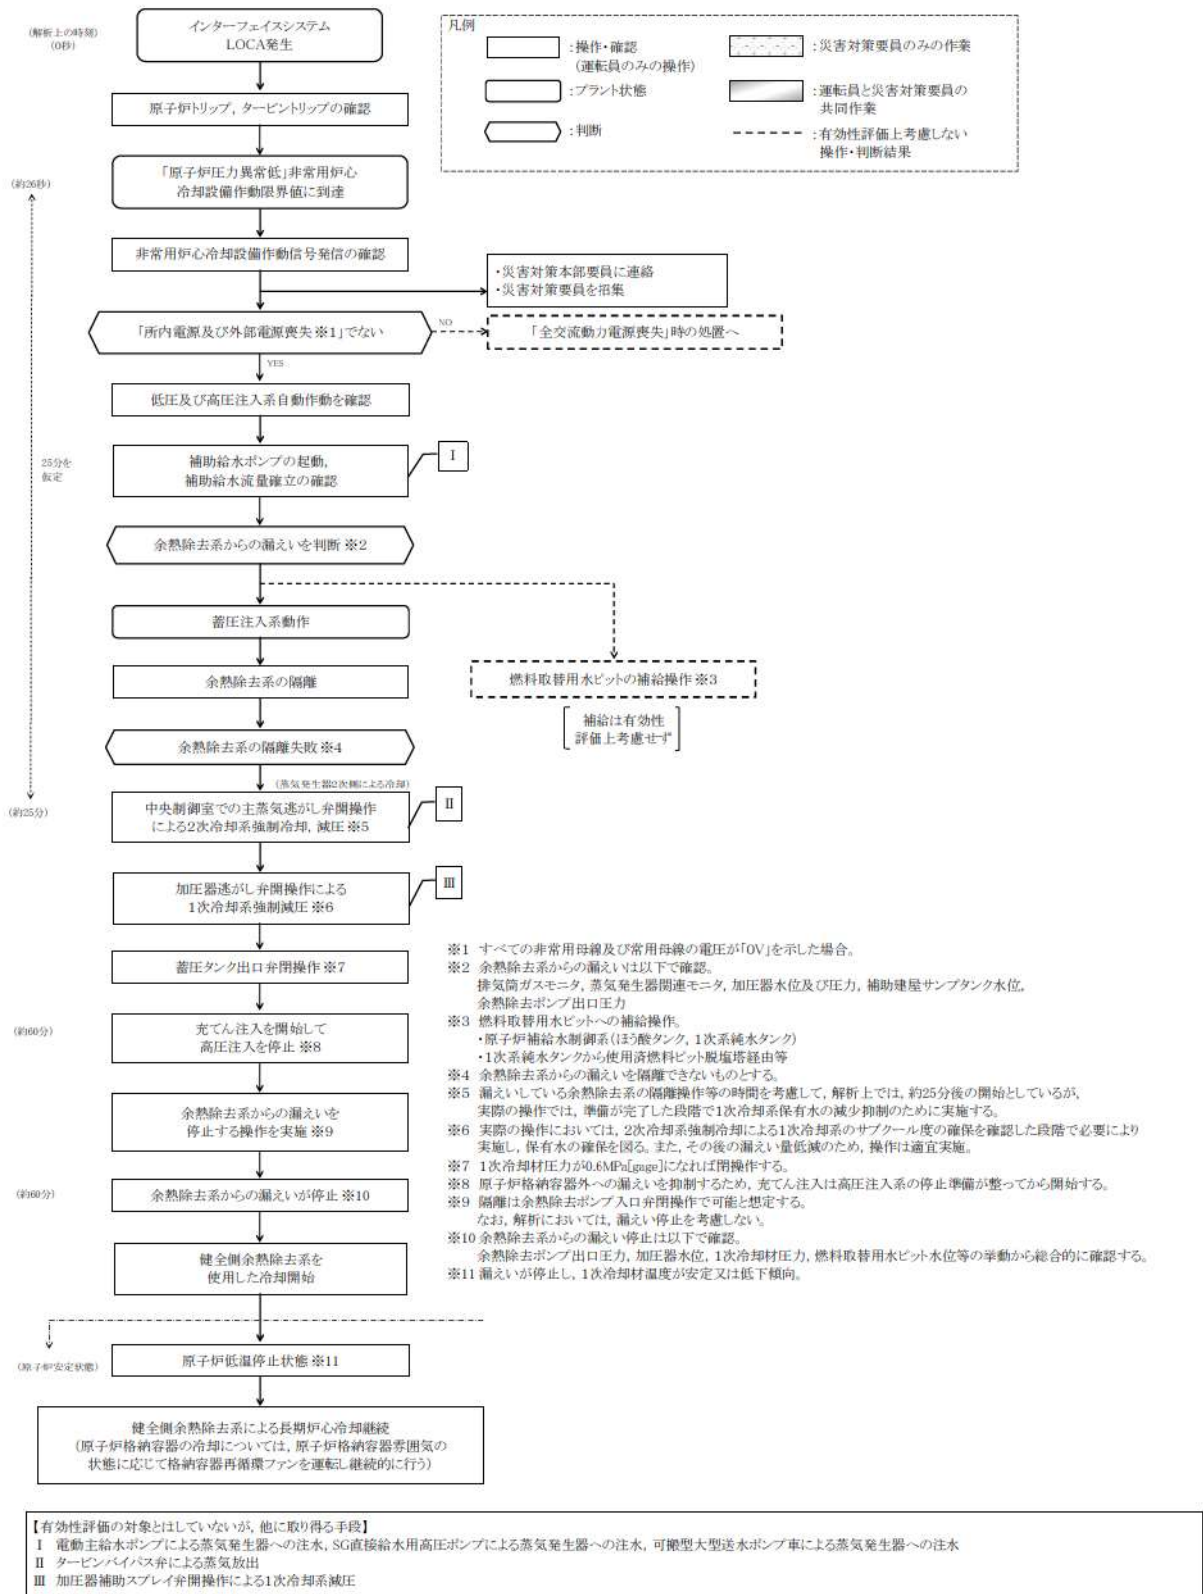 (解析上の時刻)
(0秒)
インターフェイスシステム
LOCA発生
凡例
:操作・確認
(運転員のみの操作)
:災害対策要員のみの作業
:プラント状態
:運転員と災害対策要員の
共同作業
:判断
:有効性評価上考慮しない
操作・判断結果
原子炉トリップ, タービントリップの確認
(約26秒)
「原子炉圧力異常低」非常用炉心
冷却設備作動限界値に到達
非常用炉心冷却設備作動信号発信の確認
・災害対策本部要員に連絡
・災害対策要員を招集
「所内電源及び外部電源喪失※1」でない
NO
「全交流動力電源喪失」時の処置へ
YES
低圧及び高圧注入系自動作動を確認
25分を
仮定
補助給水ポンプの起動,
補助給水流量確立の確認
I
余熱除去系からの漏えいを判断※2
蓄圧注入系動作
余熱除去系の隔離
燃料取替用水ピットの補給操作※3
補給は有効性
評価上考慮せず
余熱除去系の隔離失敗※4
(蒸気発生器2次側による冷却)
(約25分)
中央制御室での主蒸気逃がし弁開操作
による2次冷却系強制冷却, 減圧※5
II
加圧器逃がし弁開操作による
1次冷却系強制減圧※6
III
蓄圧タンク出口弁閉操作※7
(約60分)
充てん注入を開始して
高圧注入を停止※8
余熱除去系からの漏えいを
停止する操作を実施※9
(約60分)
余熱除去系からの漏えいが停止※10
健全側余熱除去系を
使用した冷却開始
(原子炉安定状態)
原子炉低温停止状態※11
健全側余熱除去系による長期炉心冷却継続
(原子炉格納容器の冷却については, 原子炉格納容器雰囲気の
状態に応じて格納容器再循環ファンを運転し継続的に行う)
※1 すべての非常用母線及び常用母線の電圧が「0V」を示した場合。
※2 余熱除去系からの漏えいは以下で確認。
排気筒ガスモニタ, 蒸気発生器関連モニタ, 加圧器水位及び圧力, 補助建屋サンプタンク水位,
余熱除去ポンプ出口圧力
※3 燃料取替用水ピットへの補給操作。
・原子炉補給水制御系(ほう酸タンク, 1次系純水タンク)
・1次系純水タンクから使用済燃料ピット脱塩塔経由等
※4 余熱除去系からの漏えいを隔離できないものとする。
※5 漏えいしている余熱除去系の隔離操作等の時間を考慮して, 解析上では, 約25分後の開始としているが,
実際の操作では, 準備が完了した段階で1次冷却系保有水の減少抑制のために実施する。
※6 実際の操作においては, 2次冷却系強制冷却による1次冷却系のサブクール度の確保を確認した段階で必要により
実施し, 保有水の確保を図る。また, その後の漏えい量低減のため, 操作は適宜実施。
※7 1次冷却材圧力が0.6MPa[gage]になれば閉操作する。
※8 原子炉格納容器外への漏えいを抑制するため, 充てん注入は高圧注入系の停止準備が整ってから開始する。
※9 隔離は余熱除去ポンプ入口弁閉操作で可能と想定する。
なお, 解析においては, 漏えい停止を考慮しない。
※10 余熱除去系からの漏えい停止は以下で確認。
余熱除去ポンプ出口圧力, 加圧器水位, 1次冷却材圧力, 燃料取替用水ピット水位等の挙動から総合的に確認する。
※11 漏えいが停止し, 1次冷却材温度が安定又は低下傾向。
【有効性評価の対象とはしていないが, 他に取り得る手段】
I 電動主給水ポンプによる蒸気発生器への注水, SG直接給水用高圧ポンプによる蒸気発生器への注水, 可搬型大型送水ポンプ車による蒸気発生器への注水
II タービンバイパス弁による蒸気放出
III 加圧器補助スプレイ弁開操作による1次冷却系減圧